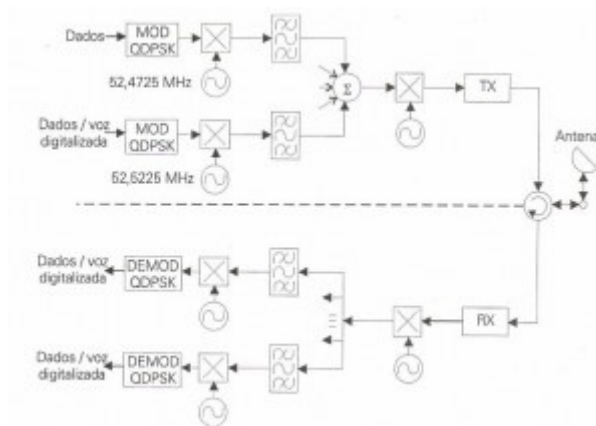 Dados
MOD
QDPSK
52,4725 MHz
Σ
TX
Dados / voz
digitalizada
MOD
QDPSK
52,5225 MHz
Antena
Dados / voz
digitalizada
DEMOD
QDPSK
RX
Dados / voz
digitalizada
DEMOD
QDPSK